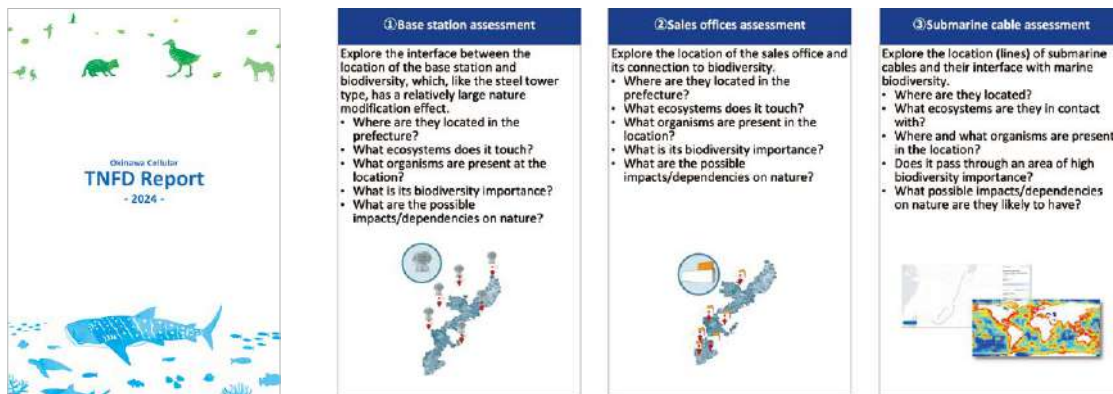 Okinawa Cellular
TNFD Report
- 2024 -
①Base station assessment
Explore the interface between the
location of the base station and
biodiversity, which, like the steel tower
type, has a relatively large nature
modification effect.
• Where are they located in the
prefecture?
• What ecosystems does it touch?
• What organisms are present at the
location?
• What is its biodiversity importance?
• What are the possible
impacts/dependencies on nature?
②Sales offices assessment
Explore the location of the sales office and
its connection to biodiversity.
• Where are they located in the
prefecture?
• What ecosystems does it touch?
• What organisms are present in the
location?
• What is its biodiversity importance?
• What are the possible
impacts/dependencies on nature?
③Submarine cable assessment
Explore the location (lines) of submarine
cables and their interface with marine
biodiversity.
• Where are they located?
• What ecosystems are they in contact
with?
• Where and what organisms are present
in the location?
• Does it pass through an area of high
biodiversity importance?
• What possible impacts/dependencies
on nature are they likely to have?